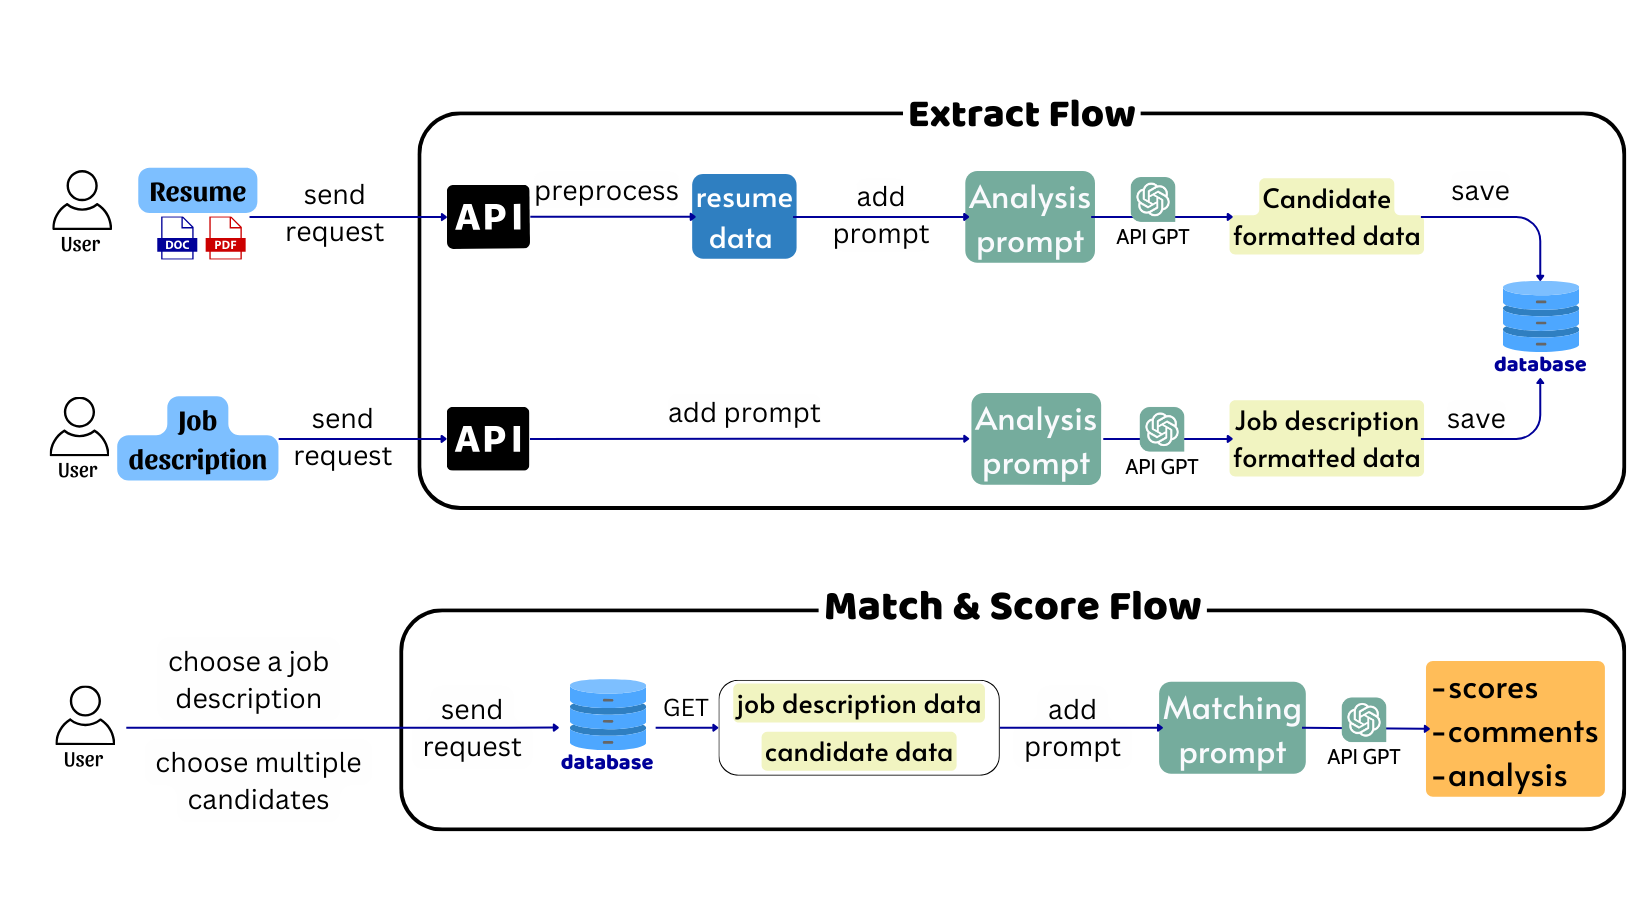 Extract Flow
User
Resume
DOC
PDF
send
request
API
preprocess
resume
data
add
prompt
Analysis
prompt
API GPT
Candidate
formatted data
save
database
User
Job
description
send
request
API
add prompt
Analysis
prompt
API GPT
Job description
formatted data
save
Match & Score Flow
User
choose a job
description
choose multiple
candidates
send
request
database
GET
job description data
candidate data
add
prompt
Matching
prompt
API GPT
-scores
-comments
-analysis